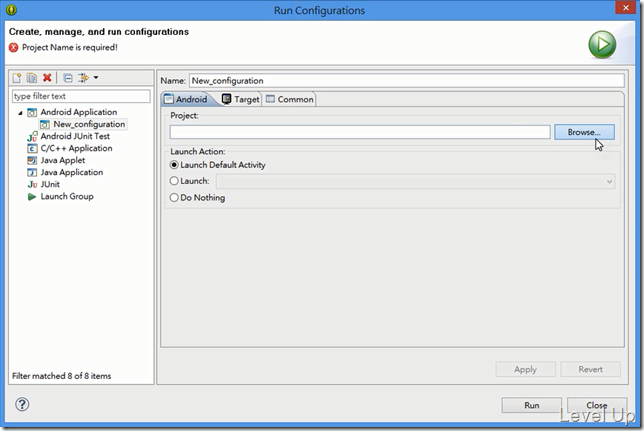 Run Configurations
Create, manage, and run configurations
Project Name is required!
type filter text
Android Application
New_configuration
Android JUnit Test
C/C++ Application
Java Applet
Java Application
Ju JUnit
Launch Group
Filter matched 8 of 8 items
Name: New_configuration
Android Target Common
Project:
Browse...
Launch Action:
Launch Default Activity
Launch:
Do Nothing
Apply Revert
Run Close
Level Up